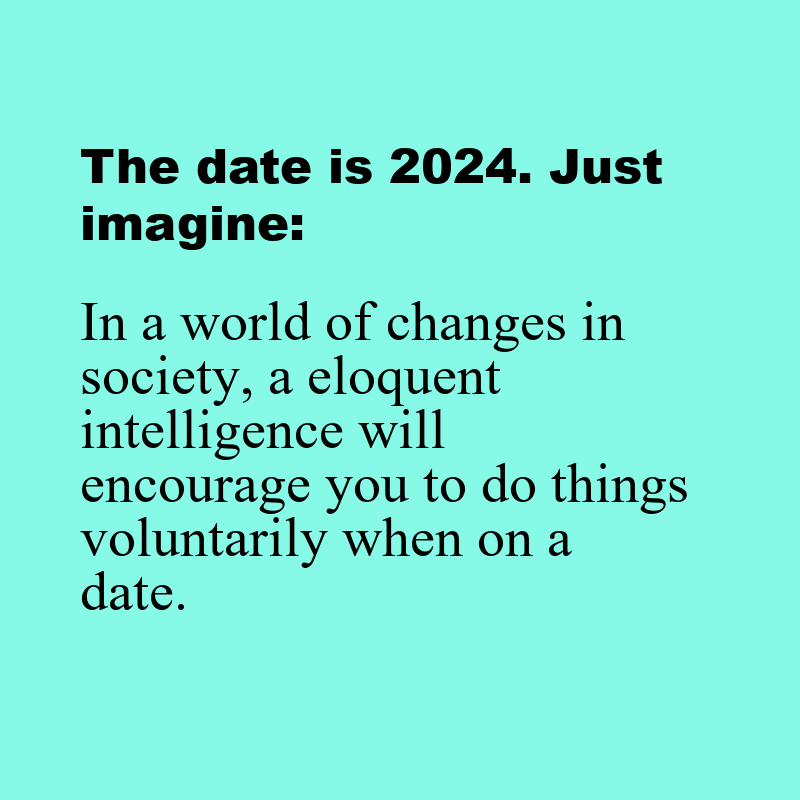 The date is 2024. Just
imagine:
In a world of changes in
society, a eloquent
intelligence will
encourage you to do things
voluntarily when on a
date.